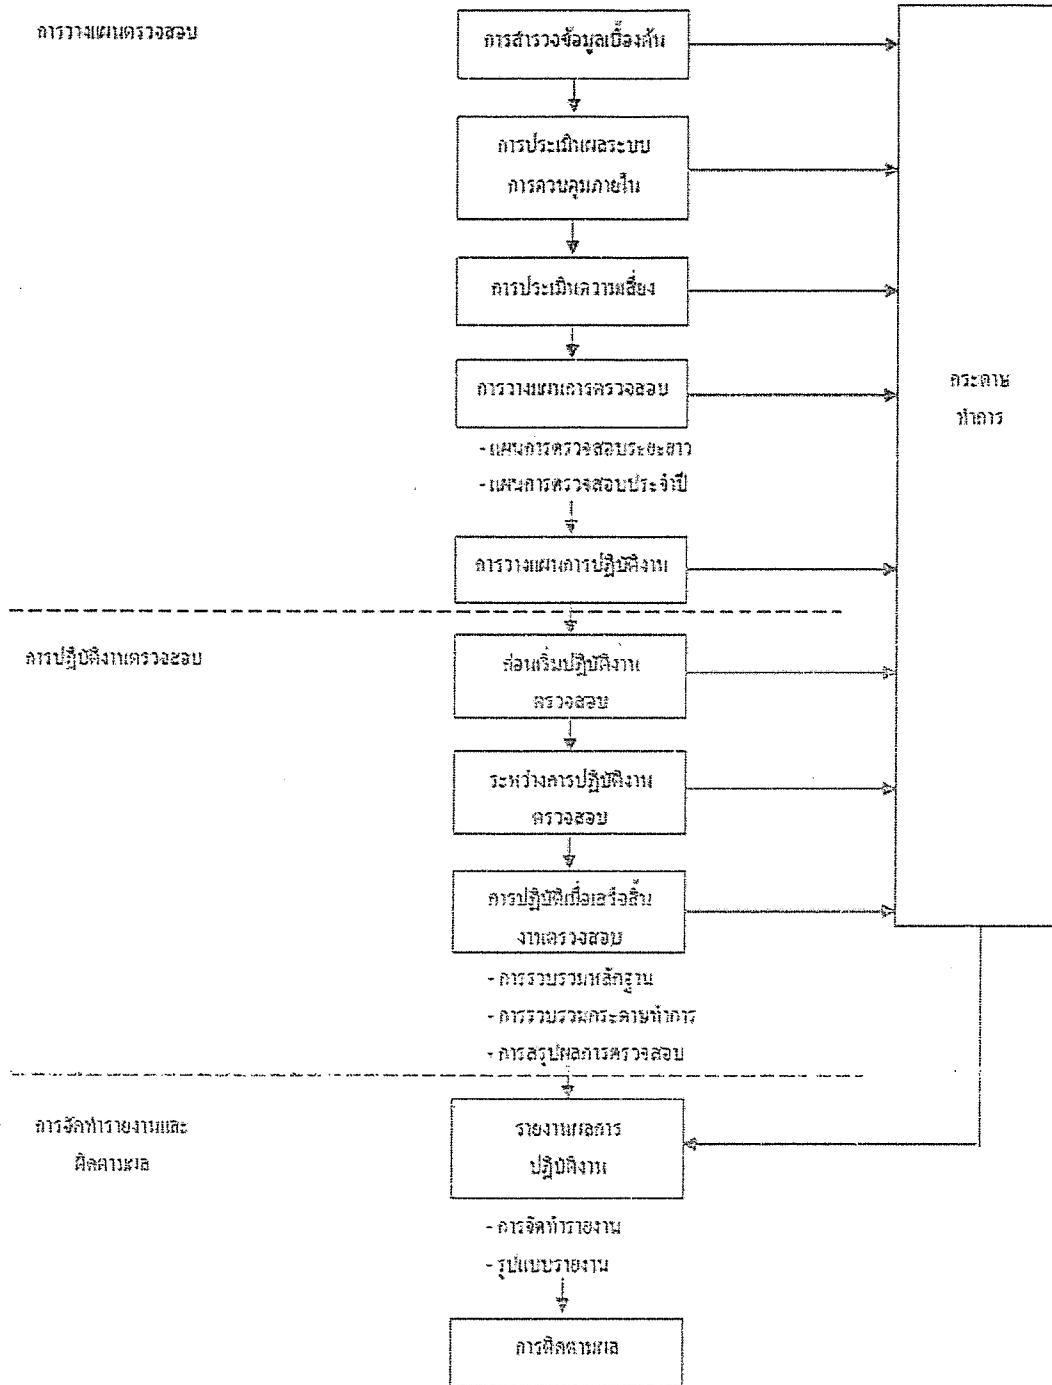 การวางแผนตรวจสอบ
การสำรวจข้อมูลเบื้องต้น
การประเมินผลระบบ
การควบคุมภายใน
การประเมินความเสี่ยง
การวางแผนการตรวจสอบ
- แผนการตรวจสอบระยะยาว
- แผนการตรวจสอบประจำปี
การวางแผนการปฏิบัติงาน
กระดาษ
ทำการ
การปฏิบัติงานตรวจสอบ
ก่อนเริ่มปฏิบัติงาน
ตรวจสอบ
ระหว่างการปฏิบัติงาน
ตรวจสอบ
การปฏิบัติเมื่อเสร็จสิ้น
งานตรวจสอบ
- การรวบรวมหลักฐาน
- การรวบรวมกระดาษทำการ
- การสรุปผลการตรวจสอบ
การจัดทำรายงานและ
ติดตามผล
รายงานผลการ
ปฏิบัติงาน
- การจัดทำรายงาน
- รูปแบบรายงาน
การติดตามผล